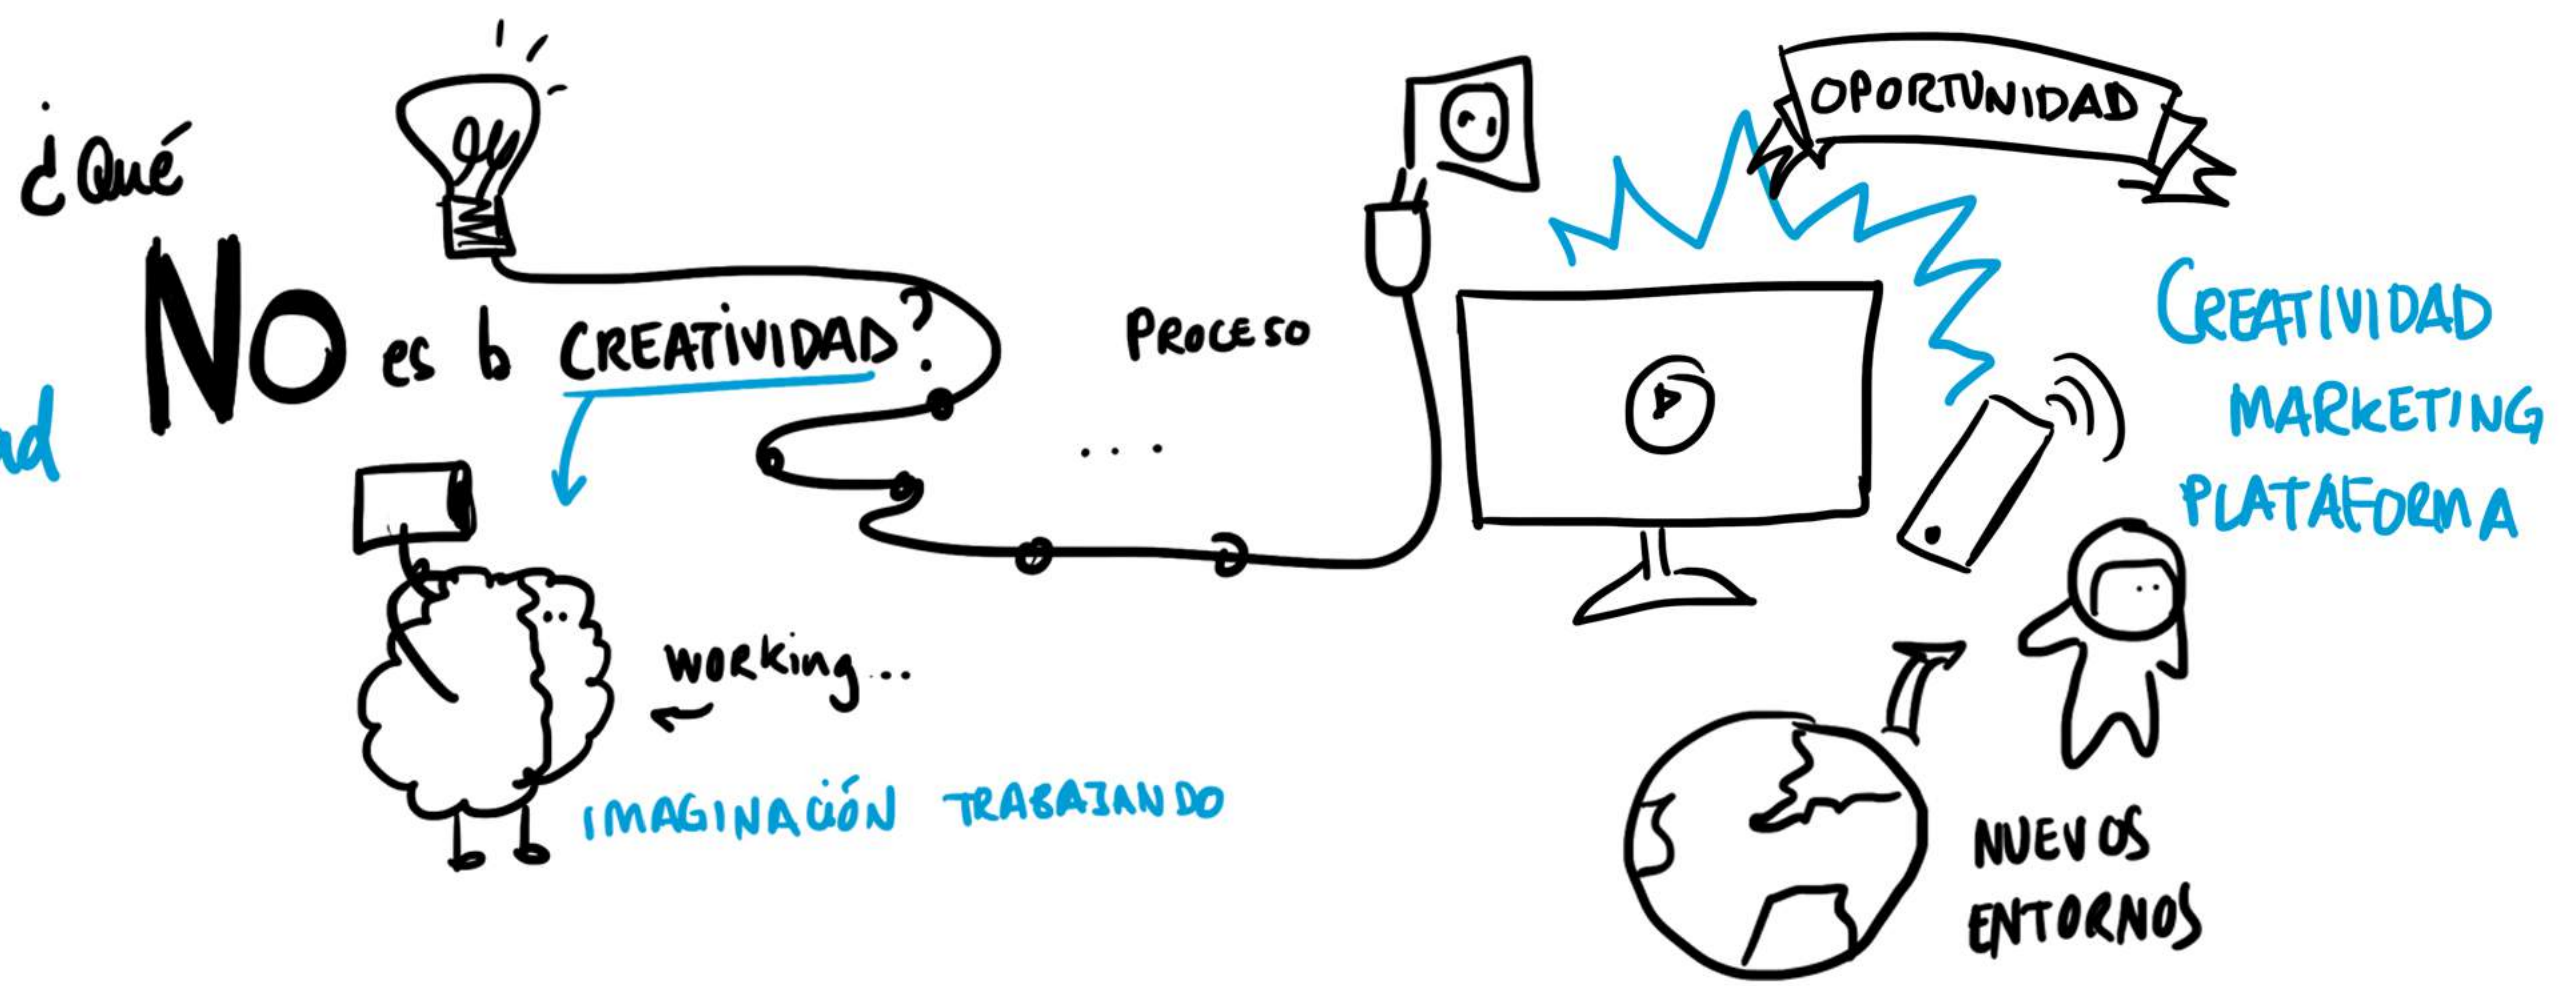 ¿Qué
NO es la CREATIVIDAD?
PROCESO
...
working...
IMAGINACIÓN TRABAJANDO
OPORTUNIDAD
CREATIVIDAD
MARKETING
PLATAFORMA
NUEVOS
ENTORNOS